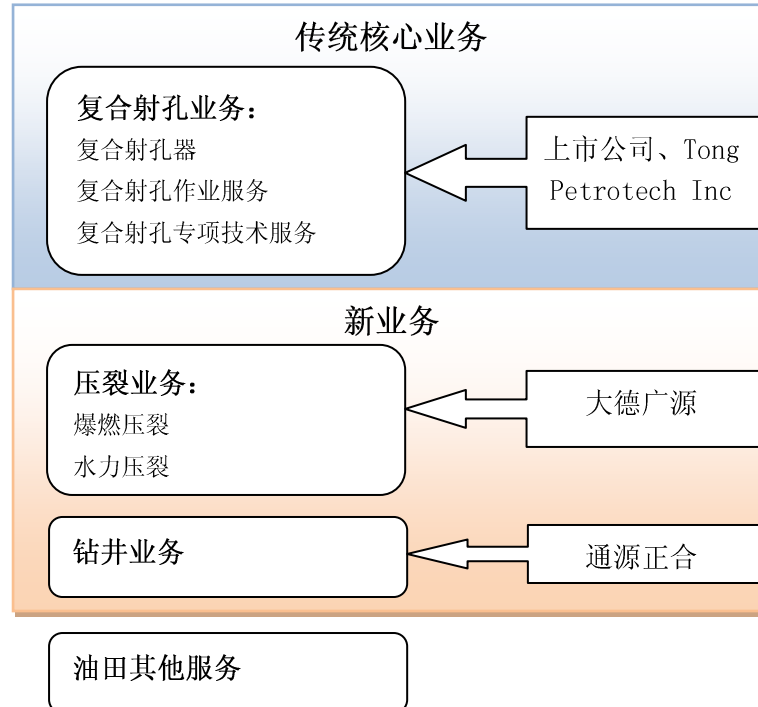 传统核心业务
复合射孔业务：
复合射孔器
复合射孔作业服务
复合射孔专项技术服务
上市公司、Tong
Petrotech Inc
新业务
压裂业务：
爆燃压裂
水力压裂
大德广源
钻井业务
通源正合
油田其他服务